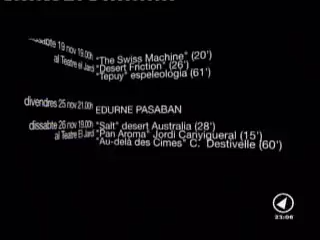 dissabte 19 nov 19.00h "The Swiss Machine" (20')
al Teatre el Jardí "Desert Friction" (26')
"Tepuy" espeleologia (61')
divendres 25 nov 21.00h EDURNE PASABAN
dissabte 26 nov 19.00h "Salt" desert Australia (28')
al Teatre El Jardí "Pan Aroma" Jordi Canyigueral (15')
"Au-delà des Cimes" C. Destivelle (60')
23:06